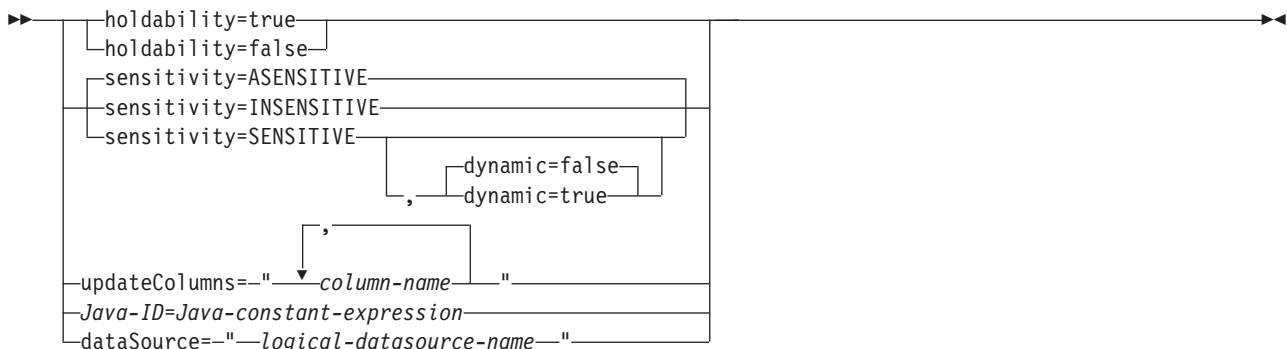 holdability=true
holdability=false
sensitivity=ASENSITIVE
sensitivity=INSENSITIVE
sensitivity=SENSITIVE
dynamic=false
, dynamic=true
,
updateColumns= " column-name "
Java-ID=Java-constant-expression
dataSource= " logical-datasource-name "